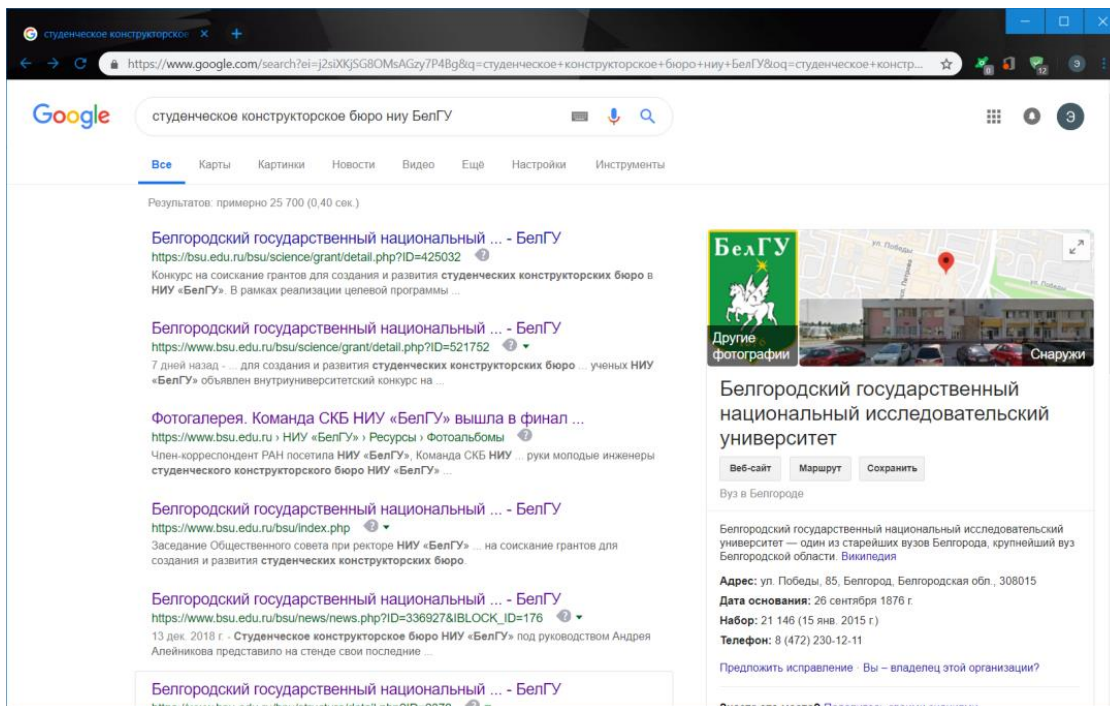 студенческое конструкторское
https://www.google.com/search?ei=j2siXKjSG8OMsAGzy7P4Bg&q=студенческое+конструкторское+бюро+ниу+БелГУ&oq=студенческое+констр...
0
12
Э
Google
студенческое конструкторское бюро ниу БелГУ
Э
Все Карты Картинки Новости Видео Ещё Настройки Инструменты
Результатов: примерно 25 700 (0,40 сек.)
Белгородский государственный национальный ... - БелГУ
https://bsu.edu.ru/bsu/science/grant/detail.php?ID=425032
Конкурс на соискание грантов для создания и развития студенческих конструкторских бюро в
НИУ «БелГУ». В рамках реализации целевой программы ...
Белгородский государственный национальный ... - БелГУ
https://www.bsu.edu.ru/bsu/science/grant/detail.php?ID=521752
7 дней назад - ... для создания и развития студенческих конструкторских бюро ... ученых НИУ
«БелГУ» объявлен внутриуниверситетский конкурс на ...
Фотогалерея. Команда СКБ НИУ «БелГУ» вышла в финал ...
https://www.bsu.edu.ru › НИУ «БелГУ» › Ресурсы › Фотоальбомы
Член-корреспондент РАН посетила НИУ «БелГУ», Команда СКБ НИУ ... руки молодые инженеры
студенческого конструкторского бюро НИУ «БелГУ» ...
Белгородский государственный национальный ... - БелГУ
https://www.bsu.edu.ru/bsu/index.php
Заседание Общественного совета при ректоре НИУ «БелГУ» ... на соискание грантов для
создания и развития студенческих конструкторских бюро.
Белгородский государственный национальный ... - БелГУ
https://www.bsu.edu.ru/bsu/news/news.php?ID=336927&IBLOCK_ID=176
13 дек. 2018 г. - Студенческое конструкторское бюро НИУ «БелГУ» под руководством Андрея
Алейникова представило на стенде свои последние ...
Белгородский государственный национальный ... - БелГУ
БелГУ
ул. Победы
Другие
фотографии
Снаружи
Белгородский государственный
национальный исследовательский
университет
Веб-сайт Маршрут Сохранить
Вуз в Белгороде
Белгородский государственный национальный исследовательский
университет — один из старейших вузов Белгорода, крупнейший вуз
Белгородской области. Википедия
Адрес: ул. Победы, 85, Белгород, Белгородская обл., 308015
Дата основания: 26 сентября 1876 г.
Набор: 21 146 (15 янв. 2015 г.)
Телефон: 8 (472) 230-12-11
Предложить исправление · Вы – владелец этой организации?